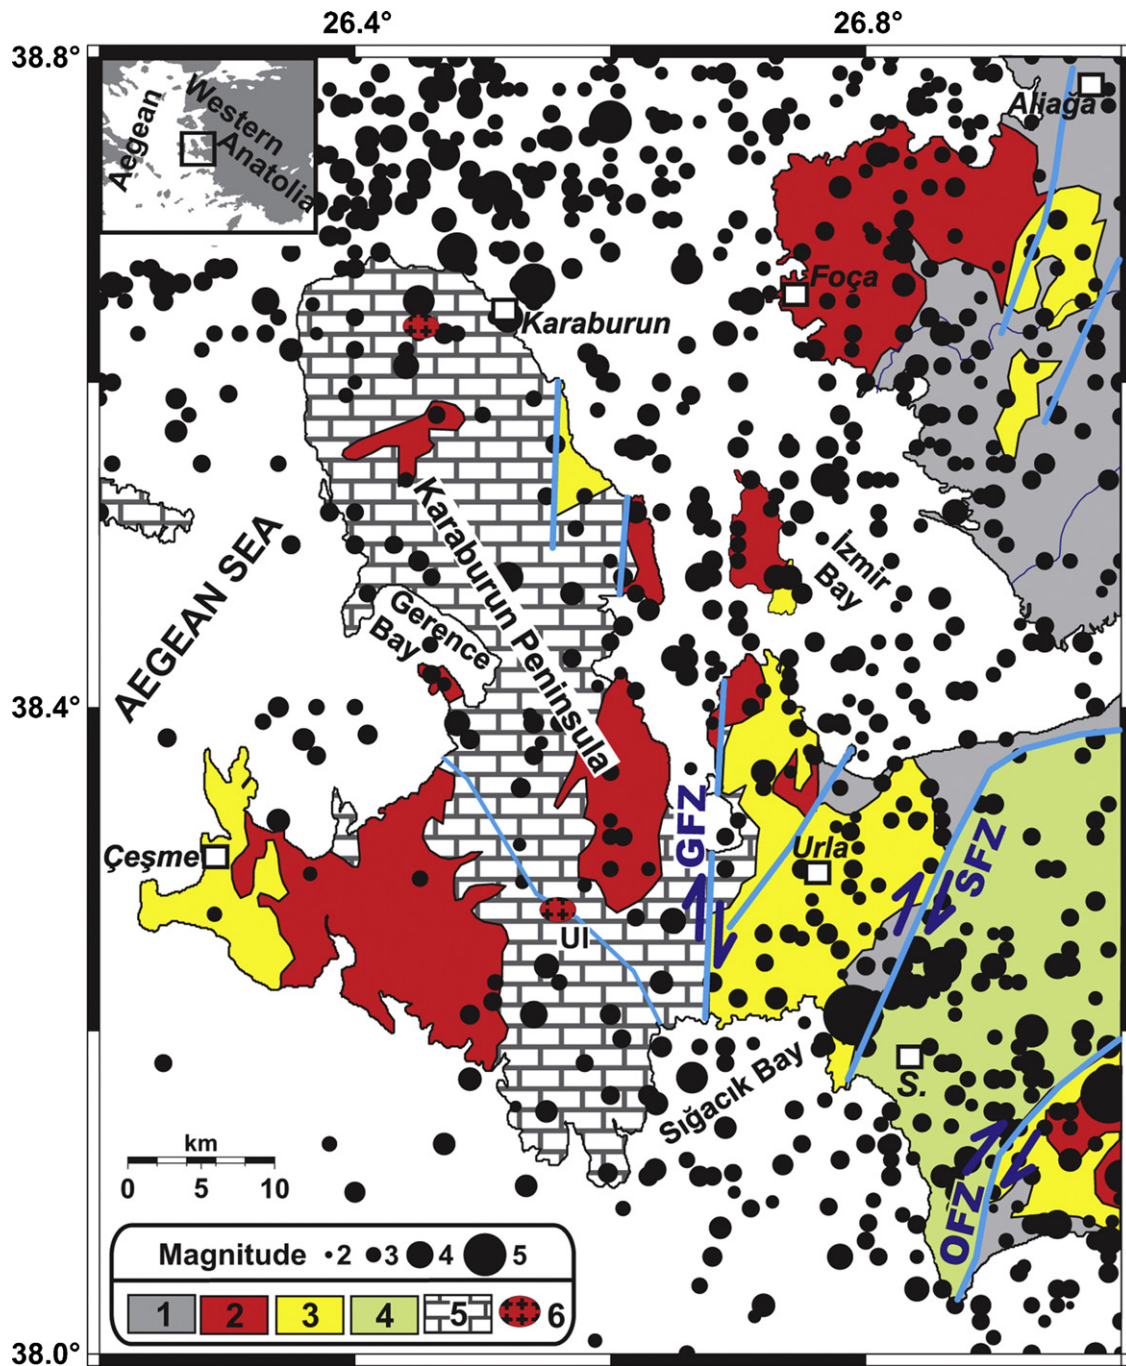 26.4° 26.8°
38.8°
Aegean
Western
Anatolia
Aliağa
Foça
Karaburun
Karaburun Peninsula
İzmir
Bay
AEGEAN SEA
Gerence
Bay
38.4°
Çeşme
GFZ
Urla
SFZ
UI
Sığacık Bay
S.
OFZ
km
0 5 10
Magnitude 2 3 4 5
1 2 3 4 5 6
38.0°